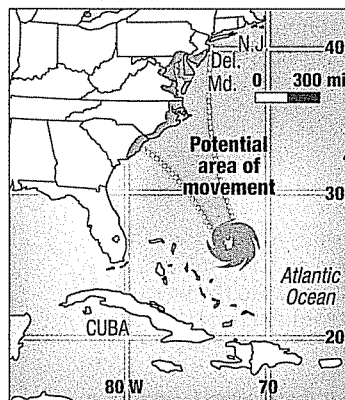 N.J.
40
Del.
Md.
0 300 mi
Potential
area of
movement
30
Atlantic
Ocean
CUBA
20
80 W
70